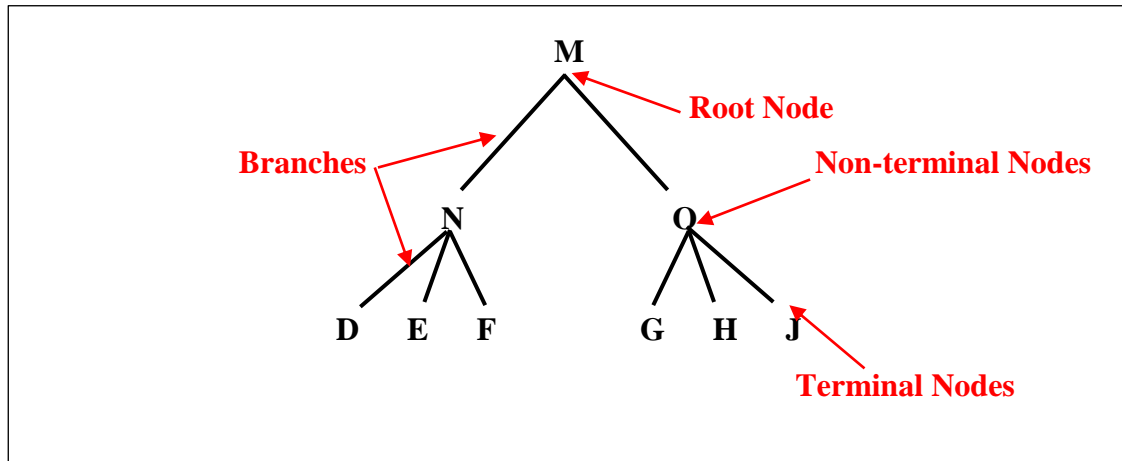 M
Root Node
Branches
Non-terminal Nodes
N
O
D E F G H J
Terminal Nodes